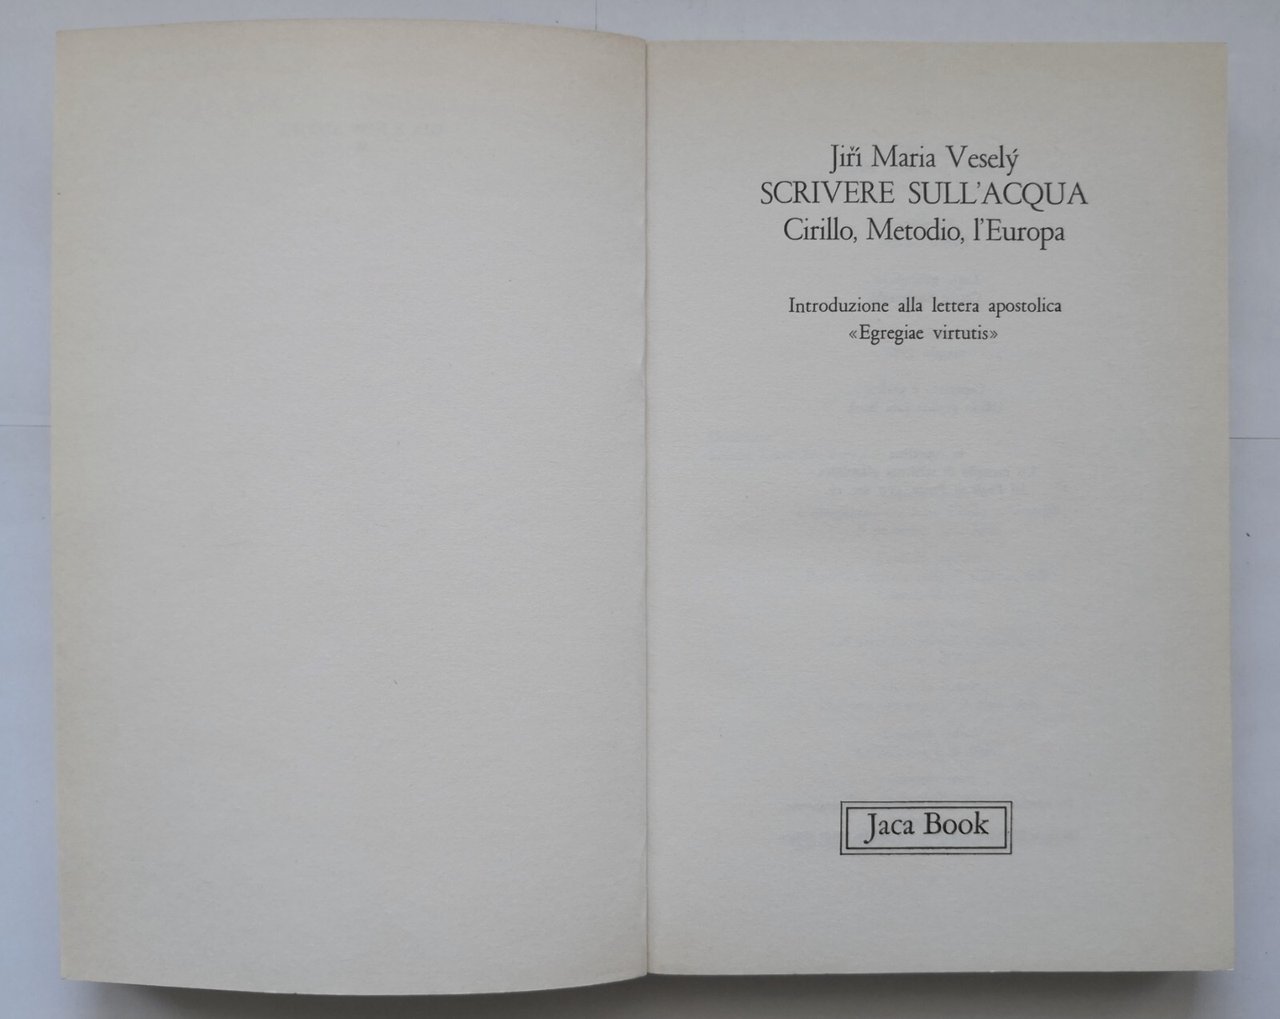 Jiří Maria Veselý
SCRIVERE SULL'ACQUA
Cirillo, Metodio, l'Europa
Introduzione alla lettera apostolica
«Egregiae virtutis»
Jaca Book